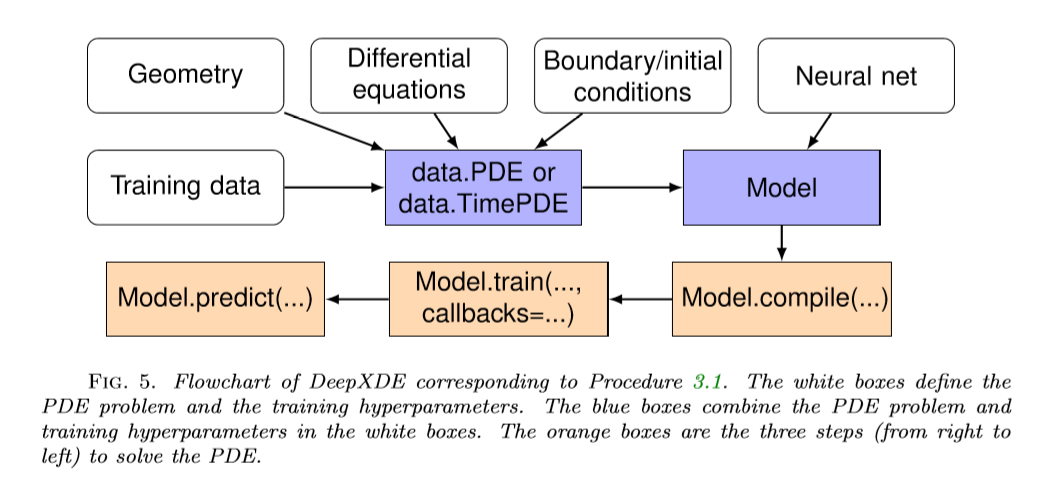 Geometry
Differential
equations
Boundary/initial
conditions
Neural net
Training data
data.PDE or
data.TimePDE
Model
Model.predict(...)
Model.train(...,
callbacks=...)
Model.compile(...)
Fig. 5. Flowchart of DeepXDE corresponding to Procedure 3.1. The white boxes define the
PDE problem and the training hyperparameters. The blue boxes combine the PDE problem and
training hyperparameters in the white boxes. The orange boxes are the three steps (from right to
left) to solve the PDE.